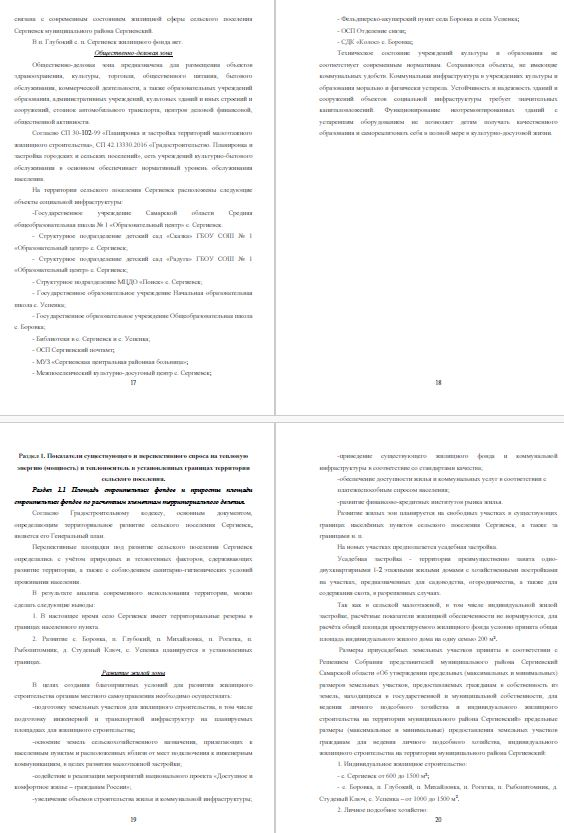 связана с современным состоянием жилищной сферы сельского поселения
Сергиевск муниципального района Сергиевский.
В п. Глубокий с. п. Сергиевск жилищного фонда нет.
Общественно-деловая зона
Общественно-деловая зона предназначена для размещения объектов
здравоохранения, культуры, торговли, общественного питания, бытового
обслуживания, коммерческой деятельности, а также образовательных учреждений
образования, административных учреждений, культовых зданий и иных строений и
сооружений, стоянок автомобильного транспорта, центров деловой финансовой,
общественной активности.
Согласно СП 30-102-99 «Планировка и застройка территорий малоэтажного
жилищного строительства», СП 42.13330.2016 «Градостроительство. Планировка и
застройка городских и сельских поселений», сеть учреждений культурно-бытового
обслуживания в основном обеспечивает нормативный уровень обслуживания
населения.
На территории сельского поселения Сергиевск расположены следующие
объекты социальной инфраструктуры:
-Государственное учреждение Самарской области Средняя
общеобразовательная школа № 1 «Образовательный центр» с. Сергиевск
- Структурное подразделение детский сад «Сказка» ГБОУ СОШ № 1
«Образовательный центр» с. Сергиевск;
- Структурное подразделение детский сад «Радуга» ГБОУ СОШ № 1
«Образовательный центр» с. Сергиевск;
- Структурное подразделение МЦДО «Поиск» с. Сергиевск;
- Государственное образовательное учреждение Начальная образовательная
школа с. Успенка;
- Государственное образовательное учреждение Общеобразовательная школа
с. Боровка;
- Библиотеки в с. Сергиевск и с. Успенка;
- ОСП Сергиевский почтамт;
- МУЗ «Сергиевская центральная районная больница»;
- Межпоселенческий культурно-досуговый центр с. Сергиевск;
17
- Фельдшерско-акушерский пункт села Боровка и села Успенка;
- ОСП Отделение связи;
- СДК «Колос» с. Боровка;
Техническое состояние учреждений культуры и образования не
соответствует современным нормативам. Сохраняются объекты, не имеющие
коммунальных удобств. Коммунальная инфраструктура в учреждениях культуры и
образования морально и физически устарела. Устойчивость и надежность зданий и
сооружений объектов социальной инфраструктуры требует значительных
капиталовложений. Функционирование неотремонтированных зданий с
устаревшим оборудованием не позволяет детям получать качественного
образования и самореализовать себя в полной мере в культурно-досуговой жизни.
18
Раздел 1. Показатели существующего и перспективного спроса на тепловую
энергию (мощность) и теплоноситель в установленных границах территории
сельского поселения.
Раздел 1.1 Площадь строительных фондов и приросты площади
строительных фондов по расчетным элементам территориального деления.
Согласно Градостроительному кодексу, основным документом,
определяющим территориальное развитие сельского поселения Сергиевск,
является его Генеральный план.
Перспективные площадки под развитие сельского поселения Сергиевск
определялись с учётом природных и техногенных факторов, сдерживающих
развитие территории, а также с соблюдением санитарно-гигиенических условий
проживания населения.
В результате анализа современного использования территории, можно
сделать следующие выводы:
1. В настоящее время село Сергиевск имеет территориальные резервы в
границах населенного пункта.
2. Развитие с. Боровка, п. Глубокий, п. Михайловка, п. Рогатка, п.
Рыбопитомник, д. Студеный Ключ, с. Успенка планируется в установленных
границах.
Развитие жилой зоны
В целях создания благоприятных условий для развития жилищного
строительства органам местного самоуправления необходимо осуществлять:
-подготовку земельных участков для жилищного строительства, в том числе
подготовку инженерной и транспортной инфраструктур на планируемых
площадках для жилищного строительства;
-освоение земель сельскохозяйственного назначения, прилегающих к
населенным пунктам и расположенных вблизи от мест подключения к инженерным
коммуникациям, в целях развития малоэтажной застройки;
-содействие в реализации мероприятий национального проекта «Доступное и
комфортное жилье – гражданам России»;
-увеличение объемов строительства жилья и коммунальной инфраструктуры;
19
-приведение существующего жилищного фонда и коммунальной
инфраструктуры в соответствие со стандартами качества;
-обеспечение доступности жилья и коммунальных услуг в соответствии с
платежеспособным спросом населения;
-развитие финансово-кредитных институтов рынка жилья.
Развитие жилых зон планируется на свободных участках в существующих
границах населённых пунктов сельского поселения Сергиевск, а также за
границами н. п.
На новых участках предполагается усадебная застройка.
Усадебная застройка - территория преимущественно занята одно-
двухквартирными 1-2 этажными жилыми домами с хозяйственными постройками
на участках, предназначенных для садоводства, огородничества, а также для
содержания скота, в разрешенных случаях.
Так как в сельской малоэтажной, в том числе индивидуальной жилой
застройке, расчётные показатели жилищной обеспеченности не нормируются, для
расчёта общей площади проектируемого жилищного фонда условно принята общая
площадь индивидуального жилого дома на одну семью 200 м².
Размеры приусадебных земельных участков приняты в соответствии с
Решением Собрания представителей муниципального района Сергиевский
Самарской области «Об утверждении предельных (максимальных и минимальных)
размеров земельных участков, предоставляемых гражданам в собственность из
земель, находящихся в государственной и муниципальной собственности, для
ведения личного подсобного хозяйства и индивидуального жилищного
строительства на территории муниципального района Сергиевский» предельные
размеры (максимальные и минимальные) предоставления земельных участков
гражданам для ведения личного подсобного хозяйства, индивидуального
жилищного строительства на территории муниципального района Сергиевский:
1. Индивидуальное жилищное строительство:
- с. Сергиевск от 600 до 1500 м²;
- с. Боровка, п. Глубокий, п. Михайловка, п. Рогатка, п. Рыбопитомник, д.
Студеный Ключ, с. Успенка – от 1000 до 1500 м².
2. Личное подсобное хозяйство
20